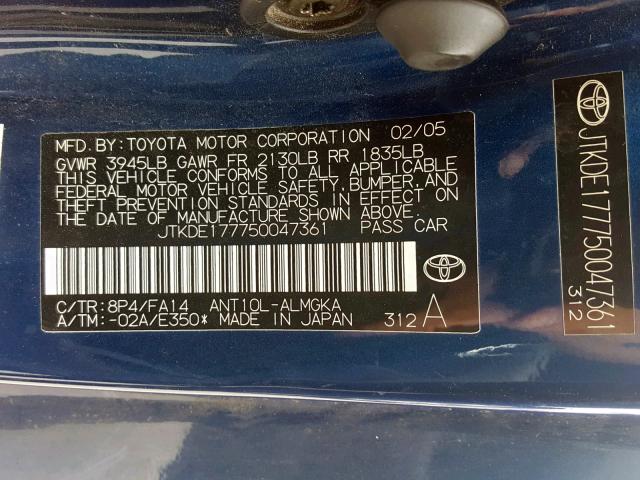 MFD. BY: TOYOTA MOTOR CORPORATION 02/05
GVWR 3945LB GAWR FR 2130LB RR 1835LB
THIS VEHICLE CONFORMS TO ALL APPLICABLE
FEDERAL MOTOR VEHICLE SAFETY, BUMPER, AND
THEFT PREVENTION STANDARDS IN EFFECT ON
THE DATE OF MANUFACTURE SHOWN ABOVE.
JTKDE177750047361 PASS CAR
C/TR: 8P4/FA14 ANT10L-ALMGKA
A/TM: -02A/E350* MADE IN JAPAN 312 A
JTKDE177750047361
312